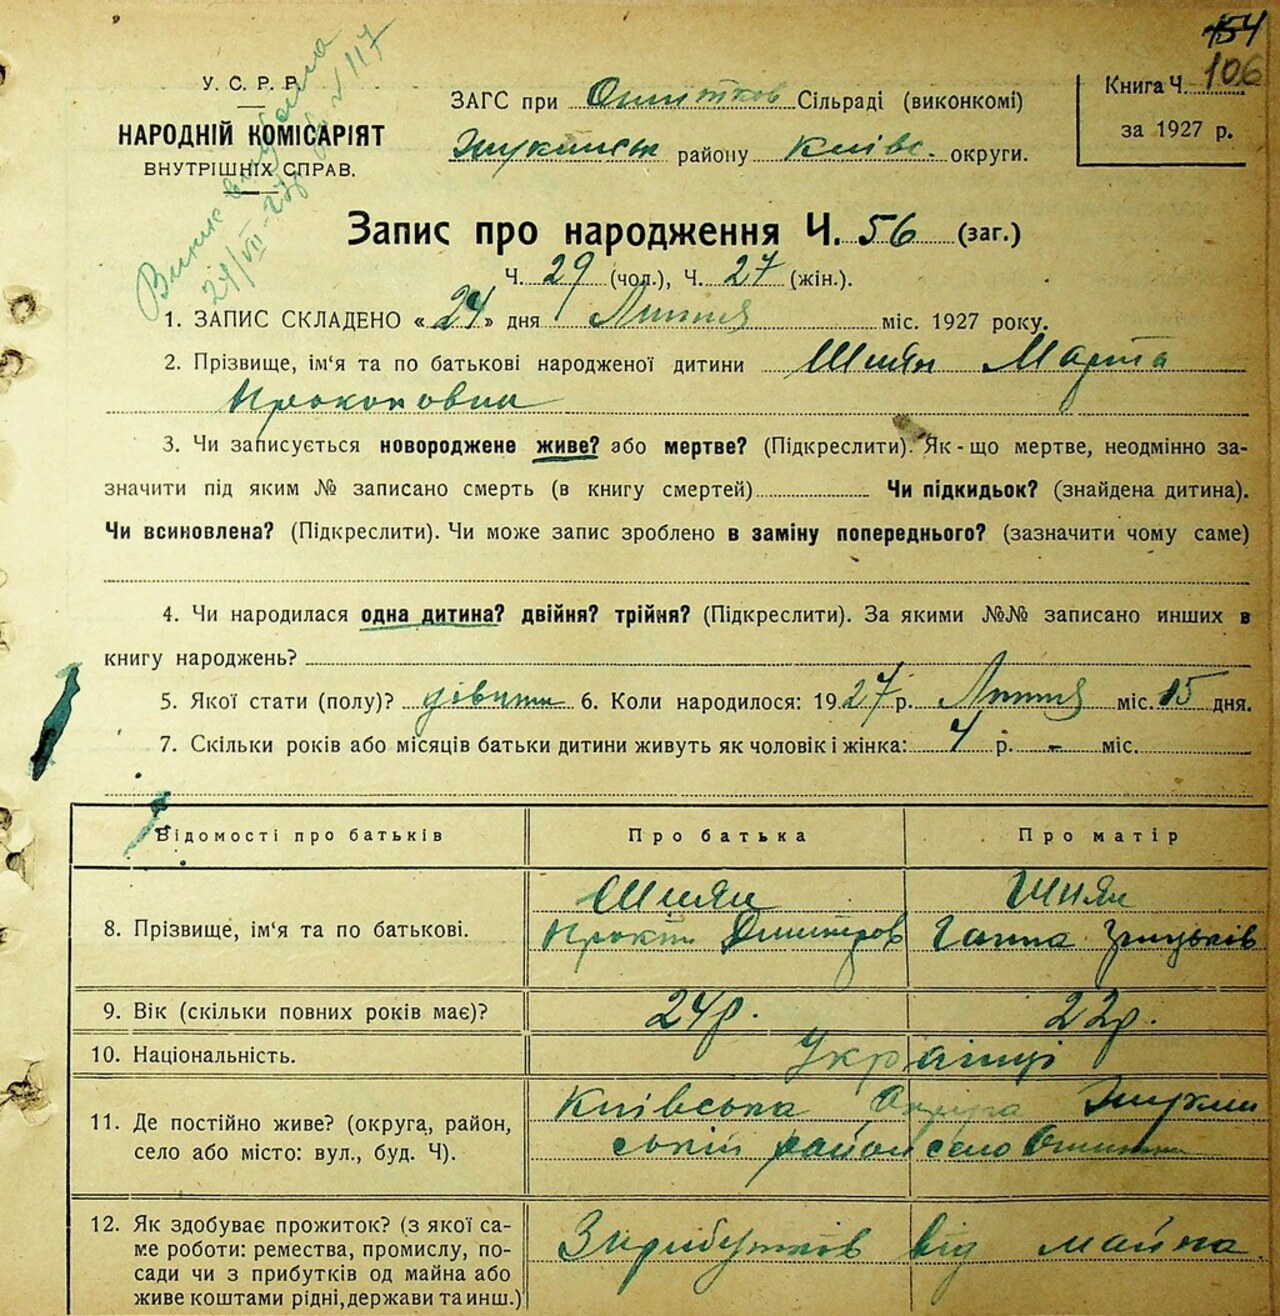 154
106
У. С. Р. Р.
НАРОДНІЙ КОМІСАРІЯТ
ВНУТРІШНІХ СПРАВ.
ЗАГС при Сільраді (виконкомі)
району Київс. округи.
Книга Ч.
за 1927 р.
Запис про народження Ч. 56 (заг.)
Ч. 29 (чол.), Ч. 27 (жін.).
1. ЗАПИС СКЛАДЕНО « 24 » дня Липня міс. 1927 року.
2. Прізвище, ім'я та по батькові народженої дитини Шиян Марта
Прокоповна
3. Чи записується новороджене живе? або мертве? (Підкреслити). Як-що мертве, неодмінно за-
значити під яким № записано смерть (в книгу смертей) Чи підкидьок? (знайдена дитина).
Чи всиновлена? (Підкреслити). Чи може запис зроблено в заміну попереднього? (зазначити чому саме)
4. Чи народилася одна дитина? двійня? трійня? (Підкреслити). За якими №№ записано инших в
книгу народжень?
5. Якої стати (полу)? 6. Коли народилося: 1927 р. Липня міс. 15 дня.
7. Скільки років або місяців батьки дитини живуть як чоловік і жінка: р. - міс.
Відомості про батьків
Про батька
Про матір
8. Прізвище, ім'я та по батькові.
Шиян
Прокіп Дмитров
Шиян
Ганна Грицьків
9. Вік (скільки повних років має)?
24р.
22р.
10. Національність.
Українці
11. Де постійно живе? (округа, район,
село або місто: вул., буд. Ч).
Київська Округа
ській район село
12. Як здобуває прожиток? (з якої са-
ме роботи: ремества, промислу, по-
сади чи з прибутків од майна або
живе коштами рідні, держави та инш.)
З прибутків від майна.